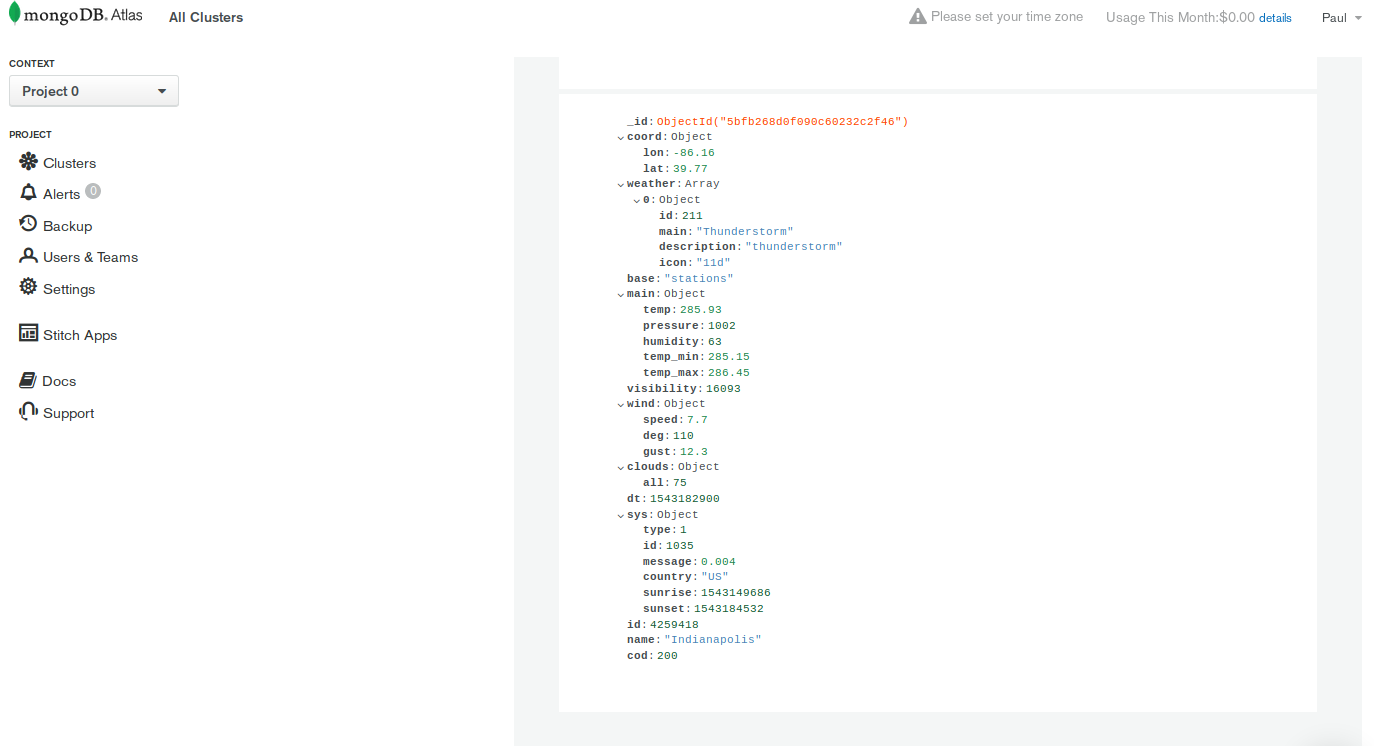 mongoDB. Atlas All Clusters Please set your time zone Usage This Month:$0.00 details Paul
CONTEXT
Project 0
PROJECT
Clusters
Alerts 0
Backup
Users & Teams
Settings
Stitch Apps
Docs
Support
_id: ObjectId("5bfb268d0f090c60232c2f46")
coord: Object
lon: -86.16
lat: 39.77
weather: Array
0: Object
id: 211
main: "Thunderstorm"
description: "thunderstorm"
icon: "11d"
base: "stations"
main: Object
temp: 285.93
pressure: 1002
humidity: 63
temp_min: 285.15
temp_max: 286.45
visibility: 16093
wind: Object
speed: 7.7
deg: 110
gust: 12.3
clouds: Object
all: 75
dt: 1543182900
sys: Object
type: 1
id: 1035
message: 0.004
country: "US"
sunrise: 1543149686
sunset: 1543184532
id: 4259418
name: "Indianapolis"
cod: 200